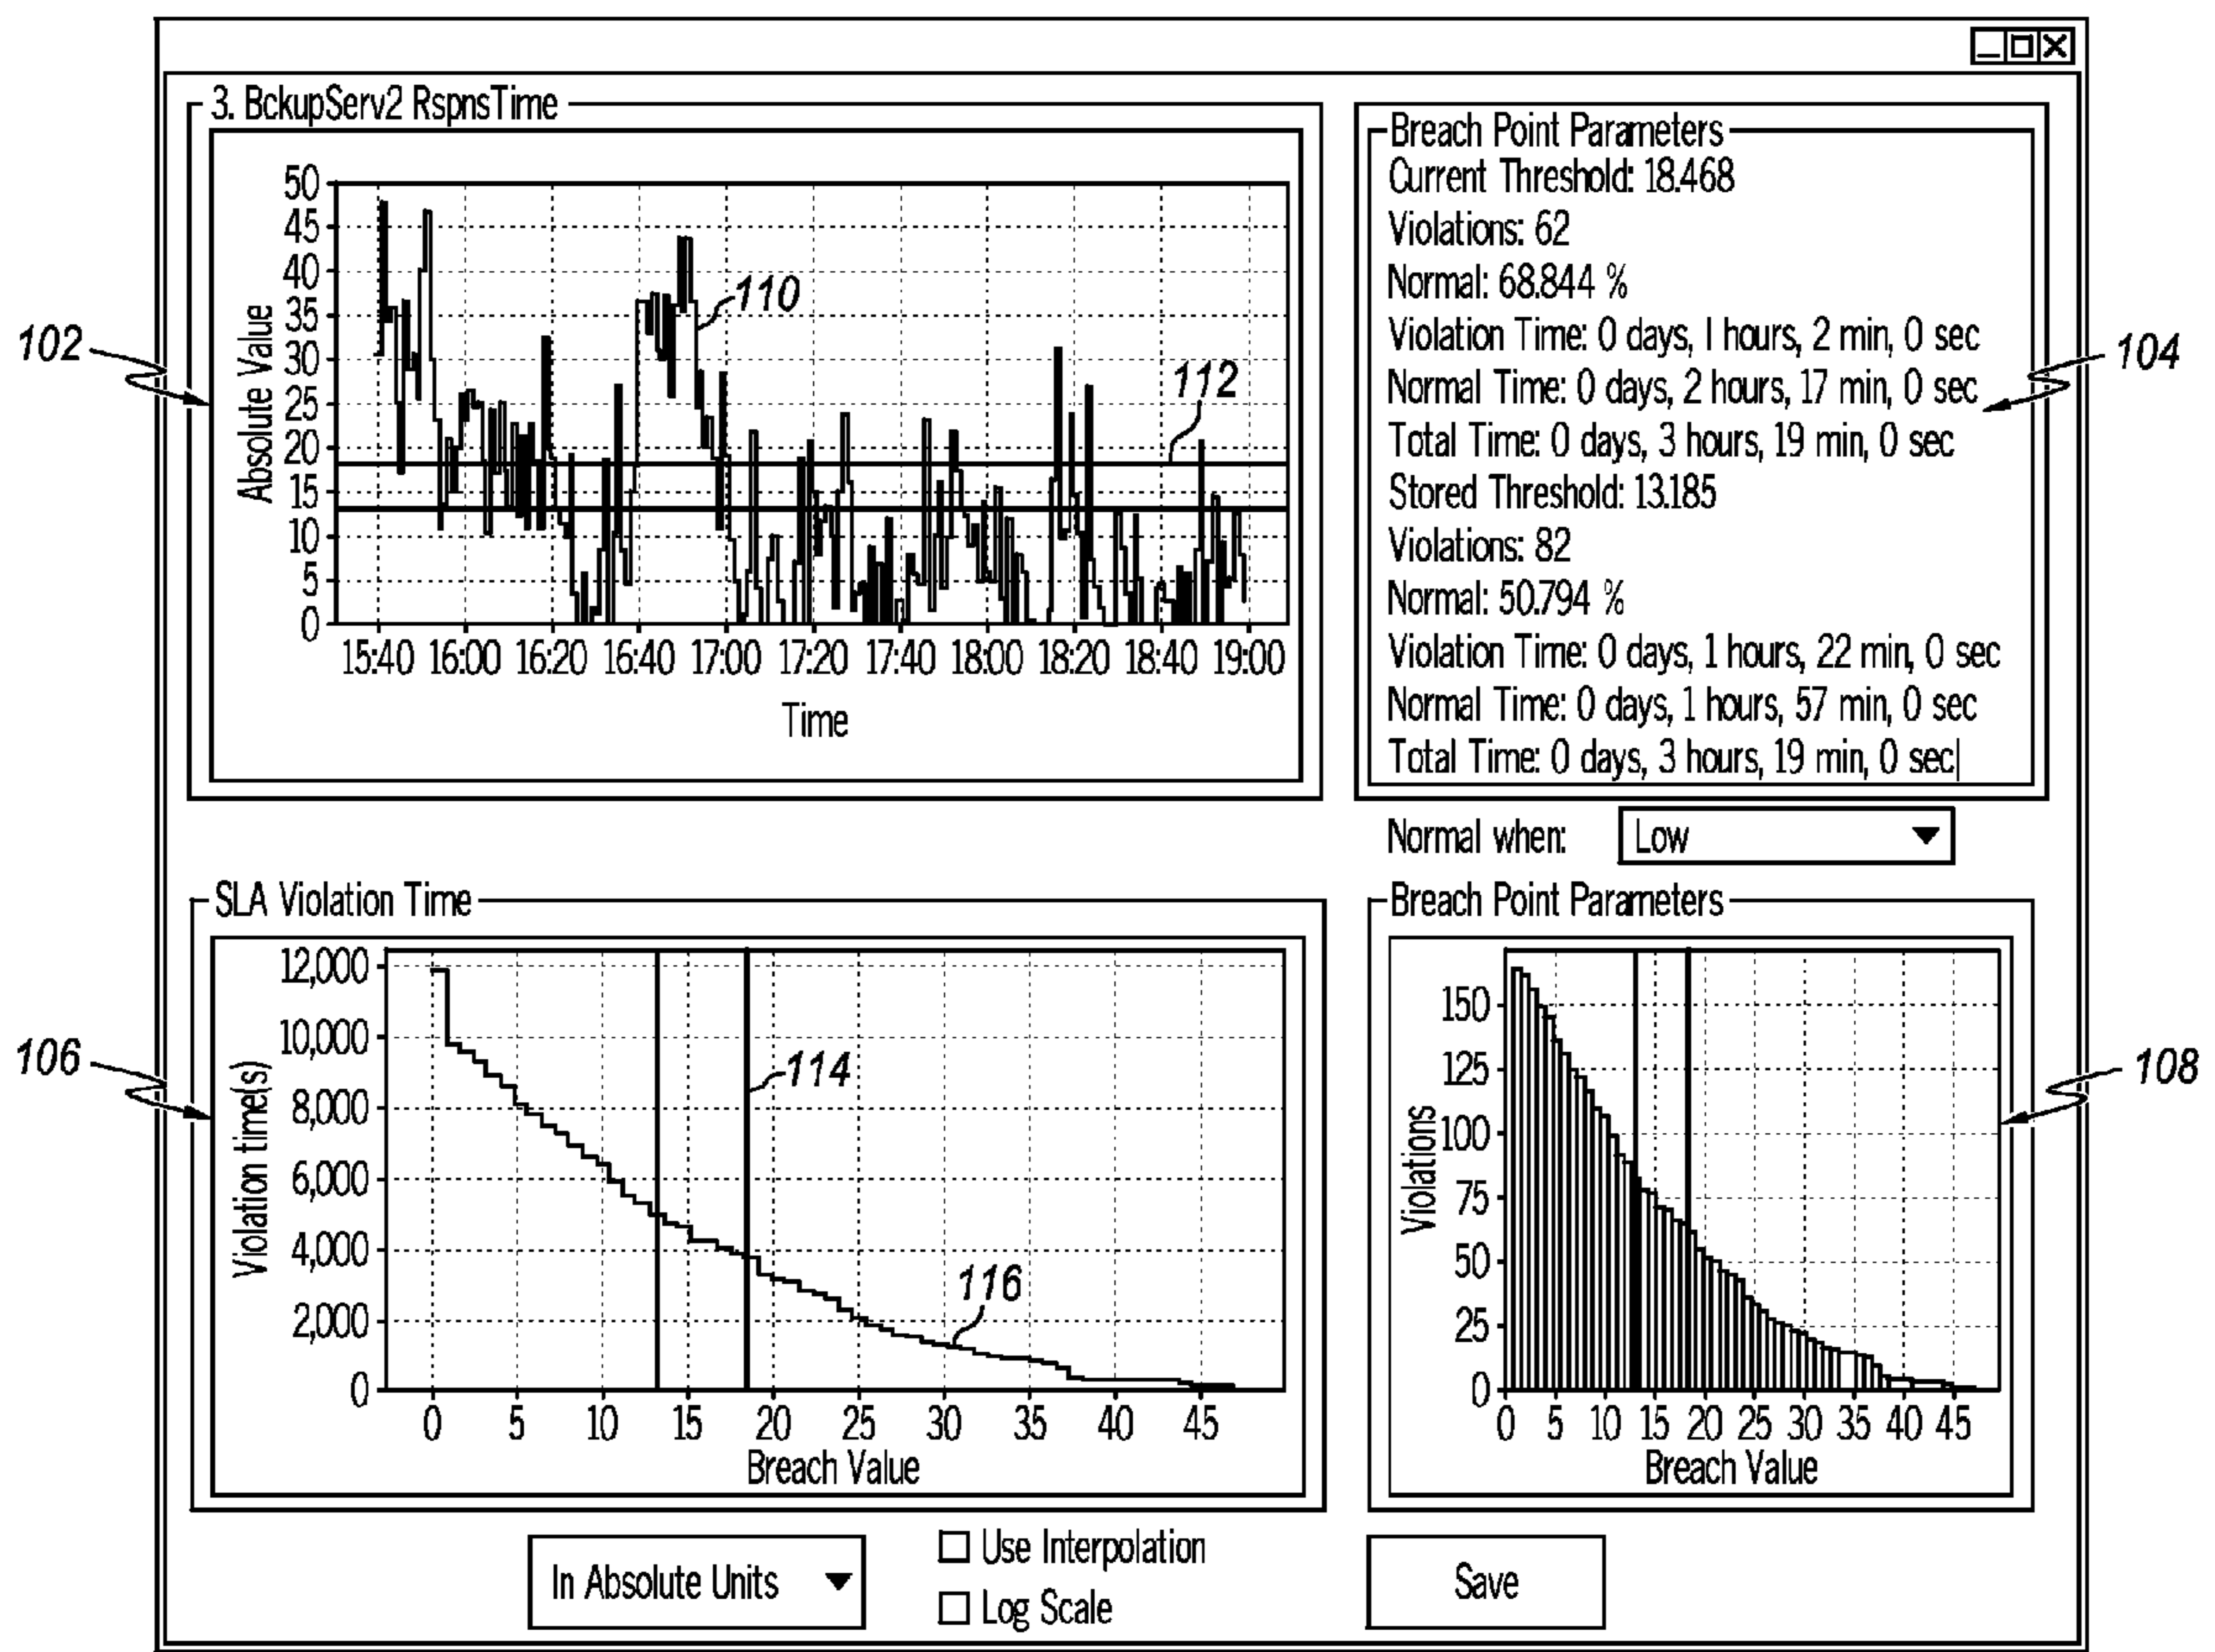 3. BckupServ2 RspnsTime
Absolute Value
50
45
40
35
30
25
20
15
10
5
0
15:40 16:00 16:20 16:40 17:00 17:20 17:40 18:00 18:20 18:40 19:00
Time
110
112
102
Breach Point Parameters
Current Threshold: 18.468
Violations: 62
Normal: 68.844 %
Violation Time: 0 days, 1 hours, 2 min, 0 sec
Normal Time: 0 days, 2 hours, 17 min, 0 sec
Total Time: 0 days, 3 hours, 19 min, 0 sec
Stored Threshold: 13.185
Violations: 82
Normal: 50.794 %
Violation Time: 0 days, 1 hours, 22 min, 0 sec
Normal Time: 0 days, 1 hours, 57 min, 0 sec
Total Time: 0 days, 3 hours, 19 min, 0 sec
104
Normal when: Low
SLA Violation Time
Violation time(s)
12,000
10,000
8,000
6,000
4,000
2,000
0
0 5 10 15 20 25 30 35 40 45
Breach Value
114
116
106
Breach Point Parameters
Violations
150
125
100
75
50
25
0
0 5 10 15 20 25 30 35 40 45
Breach Value
108
In Absolute Units
Use Interpolation
Log Scale
Save